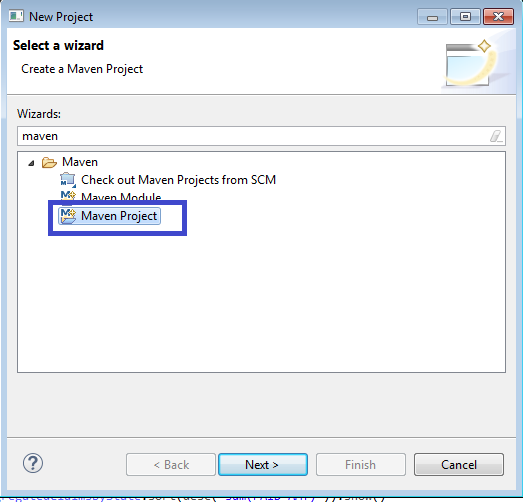 New Project
Select a wizard
Create a Maven Project
Wizards:
maven
Maven
Check out Maven Projects from SCM
Maven Module
Maven Project
< Back
Next >
Finish
Cancel